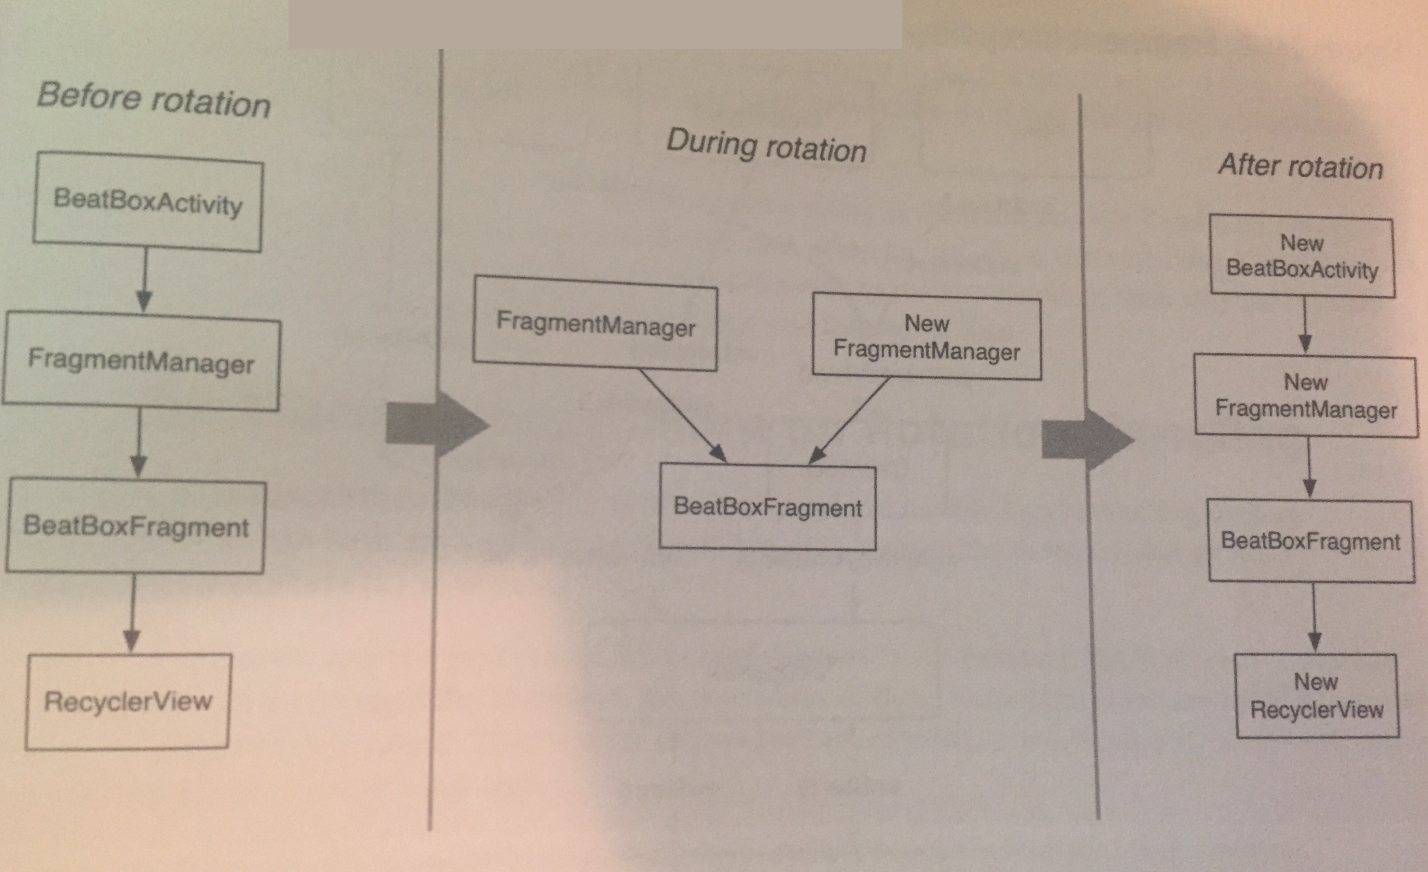 Before rotation
BeatBoxActivity
FragmentManager
BeatBoxFragment
RecyclerView
During rotation
FragmentManager
New
FragmentManager
BeatBoxFragment
After rotation
New
BeatBoxActivity
New
FragmentManager
BeatBoxFragment
New
RecyclerView